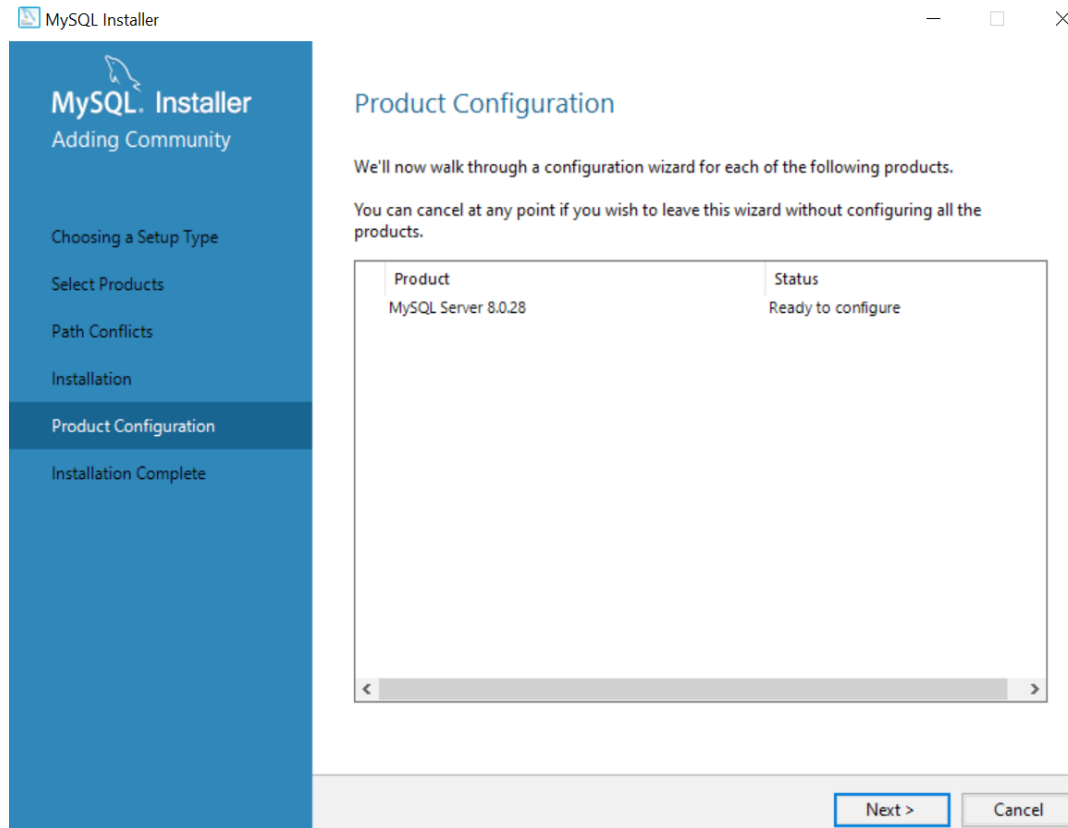 MySQL Installer
MySQL. Installer
Adding Community
Choosing a Setup Type
Select Products
Path Conflicts
Installation
Product Configuration
Installation Complete
Product Configuration
We'll now walk through a configuration wizard for each of the following products.
You can cancel at any point if you wish to leave this wizard without configuring all the
products.
Product Status
MySQL Server 8.0.28 Ready to configure
Next > Cancel